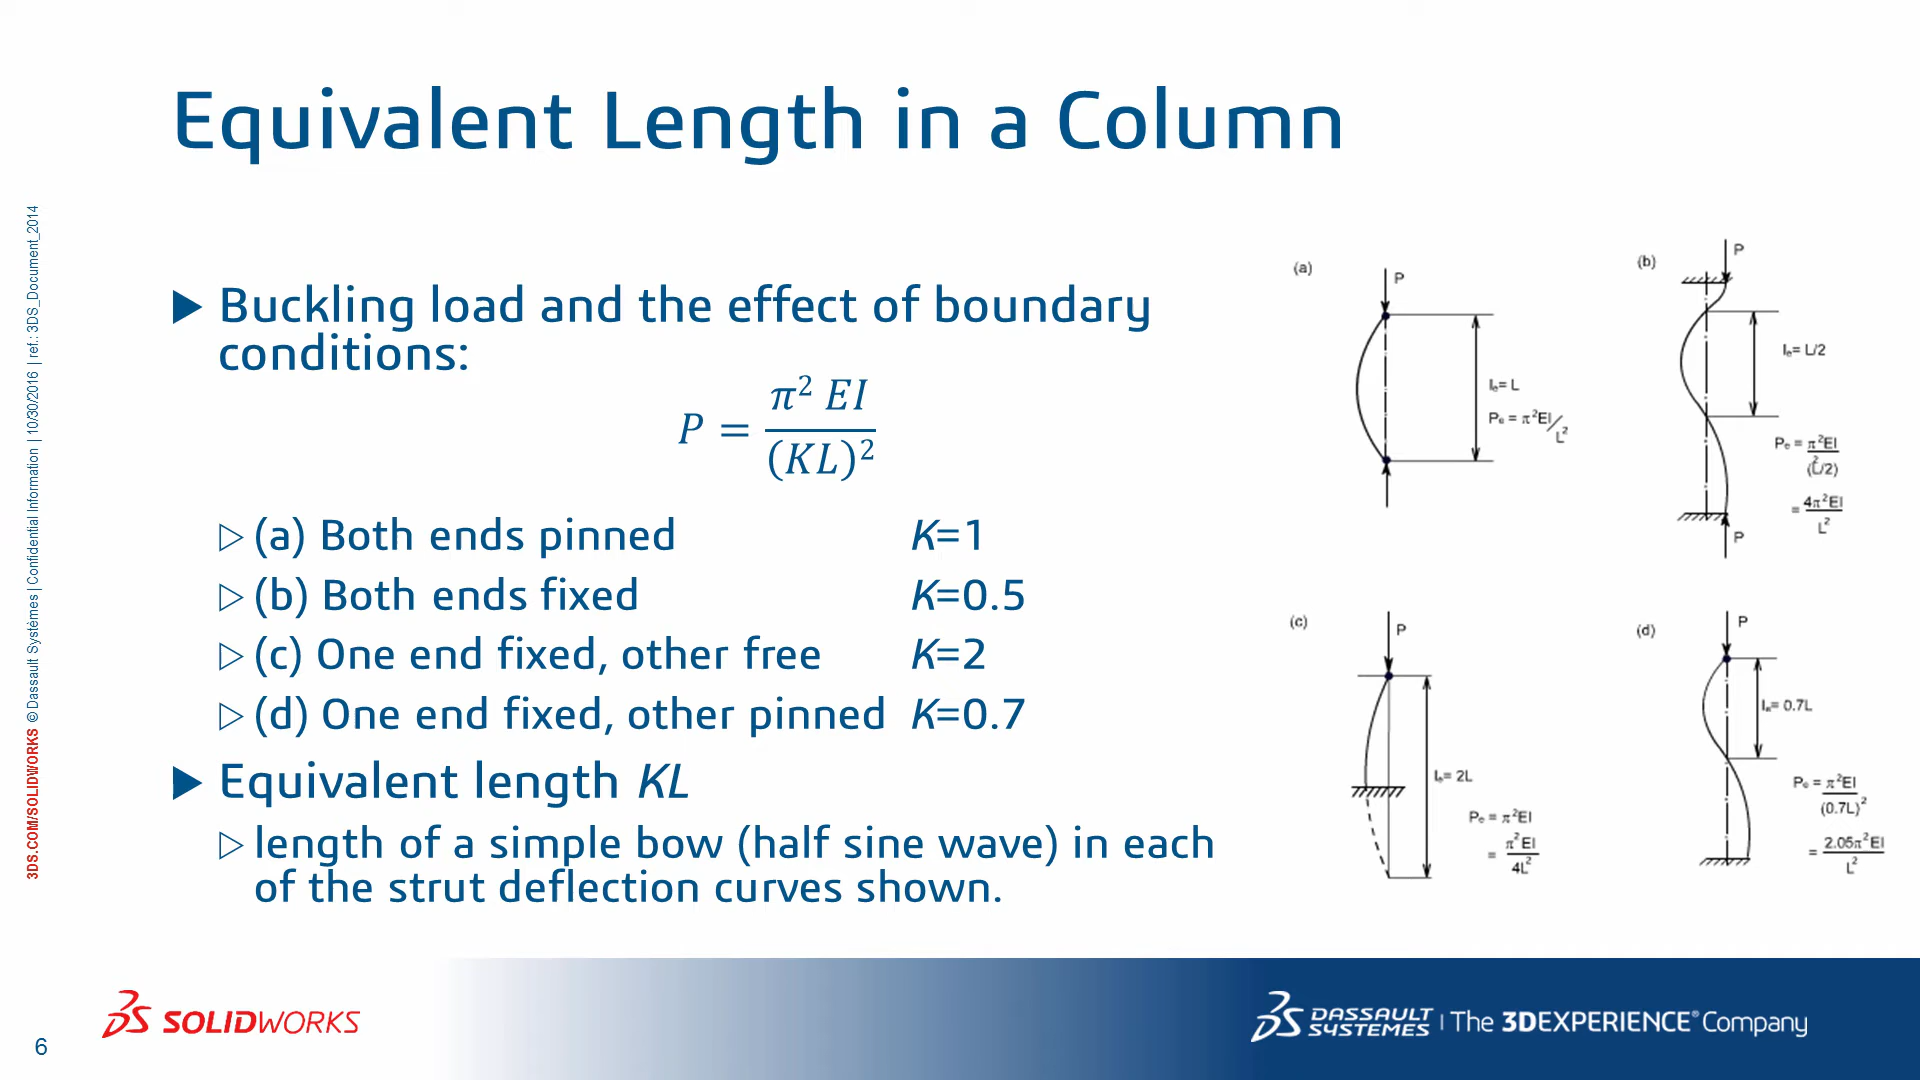 Equivalent Length in a Column
Buckling load and the effect of boundary
conditions:
P = π² EI / (KL)²
(a) Both ends pinned K=1
(b) Both ends fixed K=0.5
(c) One end fixed, other free K=2
(d) One end fixed, other pinned K=0.7
Equivalent length KL
length of a simple bow (half sine wave) in each
of the strut deflection curves shown.
(a)
P
lₑ= L
Pₑ = π²EI/L²
(b)
P
lₑ= L/2
Pₑ = π²EI
(L/2)²
= 4π²EI
L²
P
(c)
P
lₑ= 2L
Pₑ = π²EI
= π²EI
4L²
(d)
P
lₑ= 0.7L
Pₑ = π²EI
(0.7L)²
= 2.05π²EI
L²
3DS.COM/SOLIDWORKS © Dassault Systèmes | Confidential Information | 10/30/2016 | ref.: 3DS_Document_2014
6
SOLIDWORKS
DASSAULT SYSTEMES | The 3DEXPERIENCE® Company